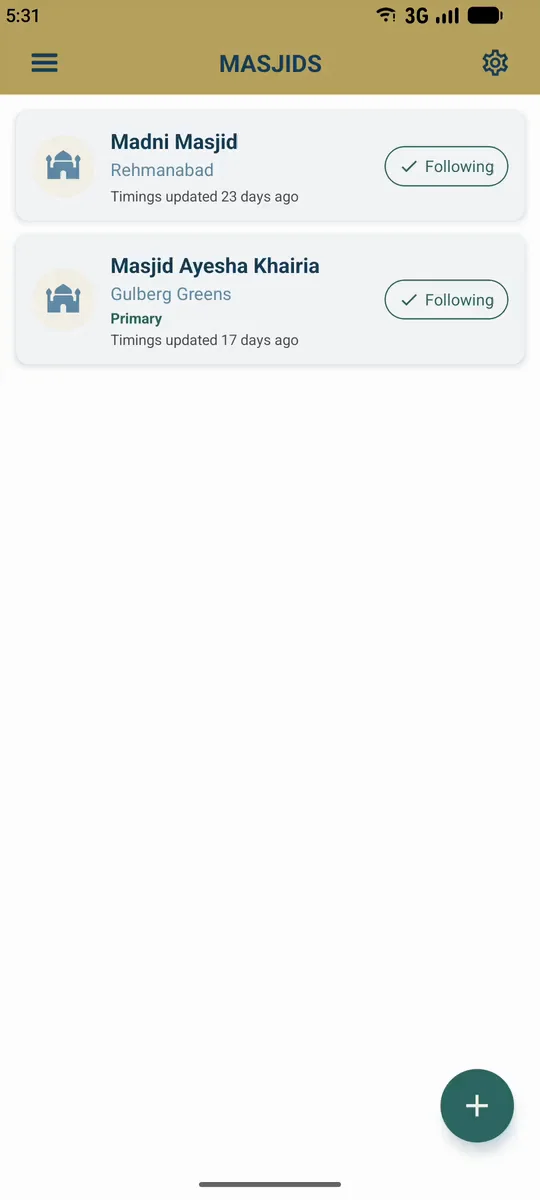 5:31
3G
MASJIDS
Madni Masjid
Rehmanabad
Timings updated 23 days ago
Following
Masjid Ayesha Khairia
Gulberg Greens
Primary
Timings updated 17 days ago
Following